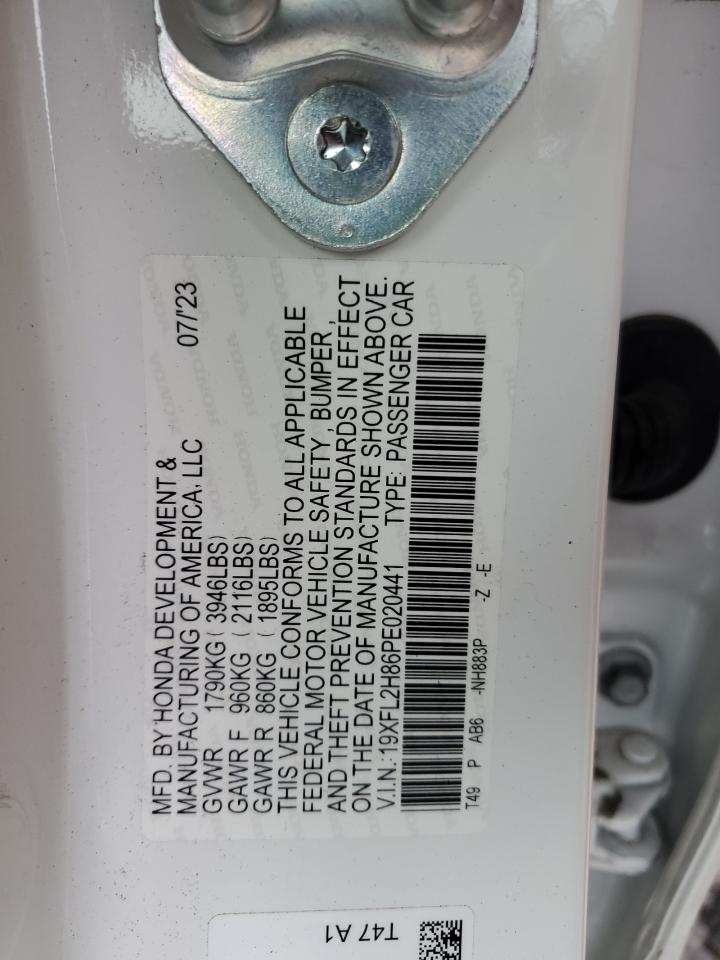 MFD. BY HONDA DEVELOPMENT &
MANUFACTURING OF AMERICA, LLC 07/'23
GVWR 1790KG ( 3946LBS)
GAWR F 960KG ( 2116LBS)
GAWR R 860KG ( 1895LBS)
THIS VEHICLE CONFORMS TO ALL APPLICABLE
FEDERAL MOTOR VEHICLE SAFETY , BUMPER ,
AND THEFT PREVENTION STANDARDS IN EFFECT
ON THE DATE OF MANUFACTURE SHOWN ABOVE.
V.I.N.:19XFL2H86PE020441 TYPE: PASSENGER CAR
T49 P AB6 -NH883P -Z -E
T47 A1
HONDA